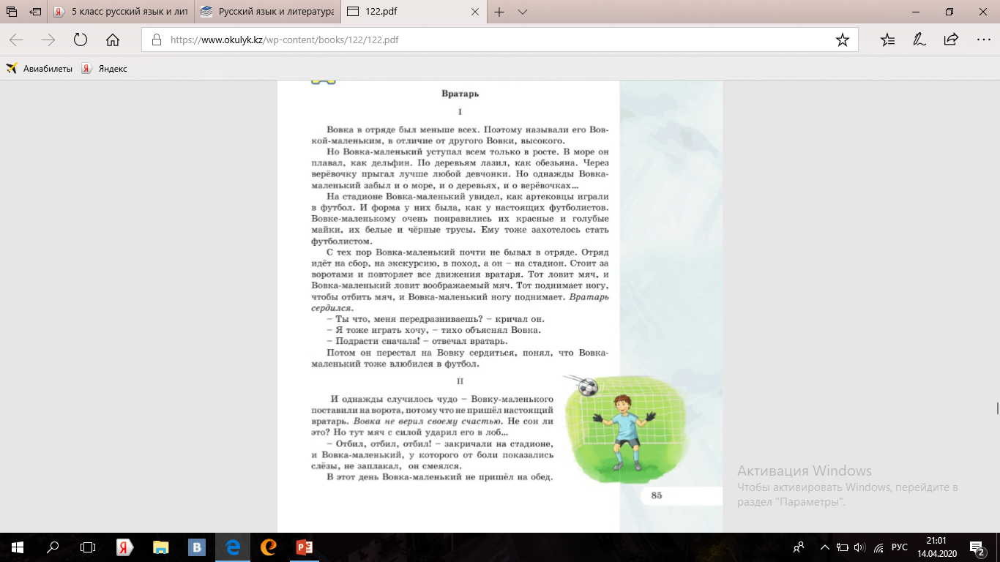 5 класс русский язык и лит
Русский язык и литература
122.pdf
https://www.okulyk.kz/wp-content/books/122/122.pdf
Авиабилеты
Яндекс
Вратарь
I
Вовка в отряде был меньше всех. Поэтому называли его Вов-
кой-маленьким, в отличие от другого Вовки, высокого.
Но Вовка-маленький уступал всем только в росте. В море он
плавал, как дельфин. По деревьям лазил, как обезьяна. Через
верёвочку прыгал лучше любой девчонки. Но однажды Вовка-
маленький забыл и о море, и о деревьях, и о верёвочках...
На стадионе Вовка-маленький увидел, как артековцы играли
в футбол. И форма у них была, как у настоящих футболистов.
Вовке-маленькому очень понравились их красные и голубые
майки, их белые и чёрные трусы. Ему тоже захотелось стать
футболистом.
С тех пор Вовка-маленький почти не бывал в отряде. Отряд
идёт на сбор, на экскурсию, в поход, а он – на стадион. Стоит за
воротами и повторяет все движения вратаря. Тот ловит мяч, и
Вовка-маленький ловит воображаемый мяч. Тот поднимает ногу,
чтобы отбить мяч, и Вовка-маленький ногу поднимает. Вратарь
сердился.
– Ты что, меня передразниваешь? – кричал он.
– Я тоже играть хочу, – тихо объяснял Вовка.
– Подрасти сначала! – отвечал вратарь.
Потом он перестал на Вовку сердиться, понял, что Вовка-
маленький тоже влюбился в футбол.
II
И однажды случилось чудо – Вовку-маленького
поставили на ворота, потому что не пришёл настоящий
вратарь. Вовка не верил своему счастью. Не сон ли
это? Но тут мяч с силой ударил его в лоб...
– Отбил, отбил, отбил! – закричали на стадионе,
и Вовка-маленький, у которого от боли показались
слёзы, не заплакал, он смеялся.
В этот день Вовка-маленький не пришёл на обед.
85
Активация Windows
Чтобы активировать Windows, перейдите в
раздел "Параметры".
РУС
21:01
14.04.2020
2